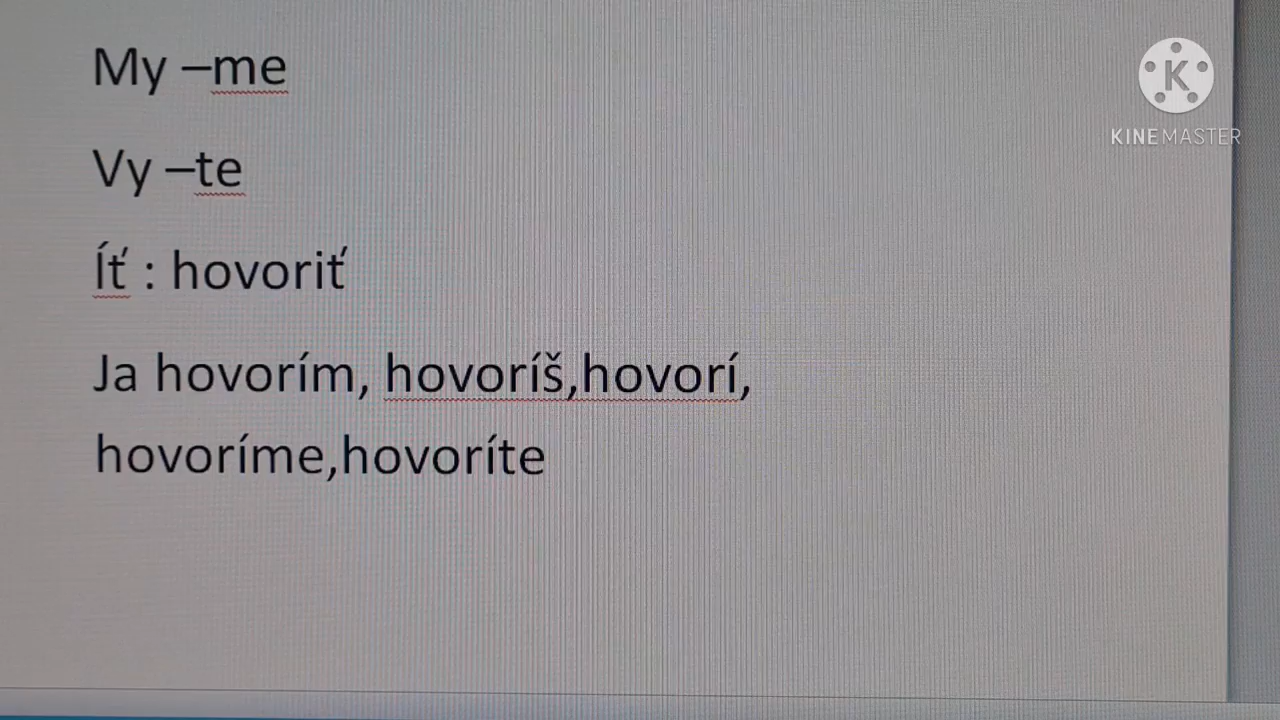 My –me
K
KINEMASTER
Vy –te
Íť : hovoriť
Ja hovorím, hovoríš,hovorí,
hovoríme,hovoríte